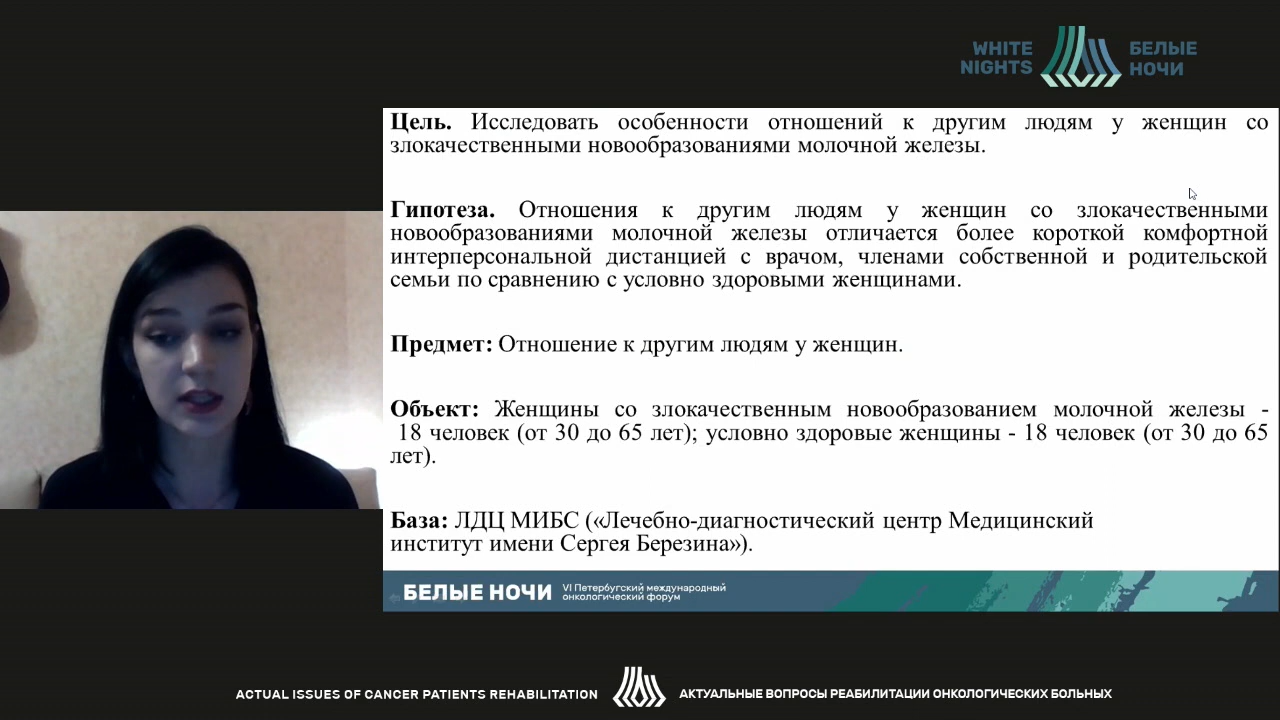 WHITE
NIGHTS
БЕЛЫЕ
НОЧИ
Цель. Исследовать особенности отношений к другим людям у женщин со
злокачественными новообразованиями молочной железы.
Гипотеза. Отношения к другим людям у женщин со злокачественными
новообразованиями молочной железы отличается более короткой комфортной
интерперсональной дистанцией с врачом, членами собственной и родительской
семьи по сравнению с условно здоровыми женщинами.
Предмет: Отношение к другим людям у женщин.
Объект: Женщины со злокачественным новообразованием молочной железы -
18 человек (от 30 до 65 лет); условно здоровые женщины - 18 человек (от 30 до 65
лет).
База: ЛДЦ МИБС («Лечебно-диагностический центр Медицинский
институт имени Сергея Березина»).
БЕЛЫЕ НОЧИ
VI Петербургский международный
онкологический форум
ACTUAL ISSUES OF CANCER PATIENTS REHABILITATION
АКТУАЛЬНЫЕ ВОПРОСЫ РЕАБИЛИТАЦИИ ОНКОЛОГИЧЕСКИХ БОЛЬНЫХ